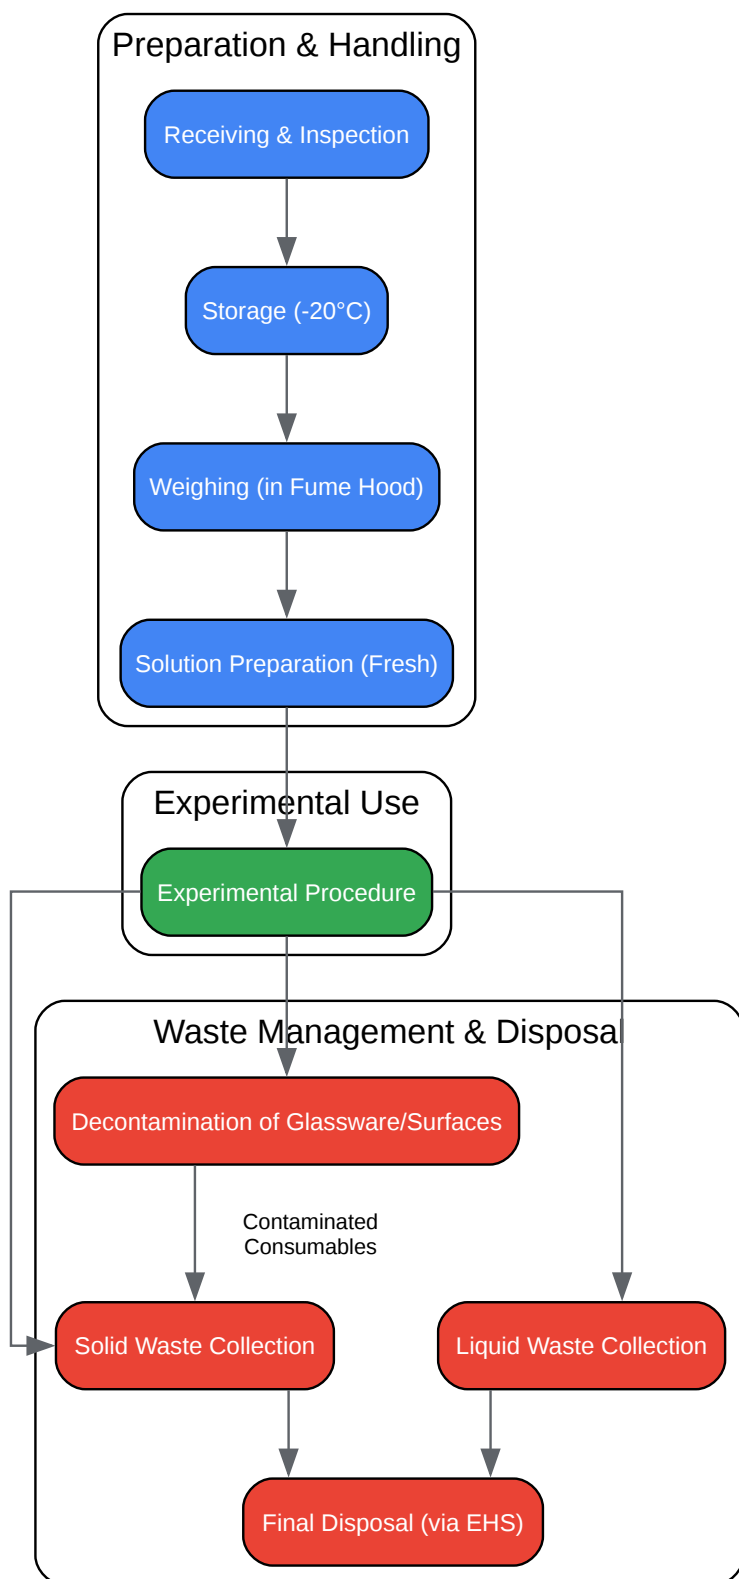 Preparation & Handling
Receiving & Inspection
Storage (-20°C)
Weighing (in Fume Hood)
Solution Preparation (Fresh)
Experimental Use
Experimental Procedure
Waste Management & Disposal
Decontamination of Glassware/Surfaces
Contaminated
Consumables
Solid Waste Collection
Liquid Waste Collection
Final Disposal (via EHS)